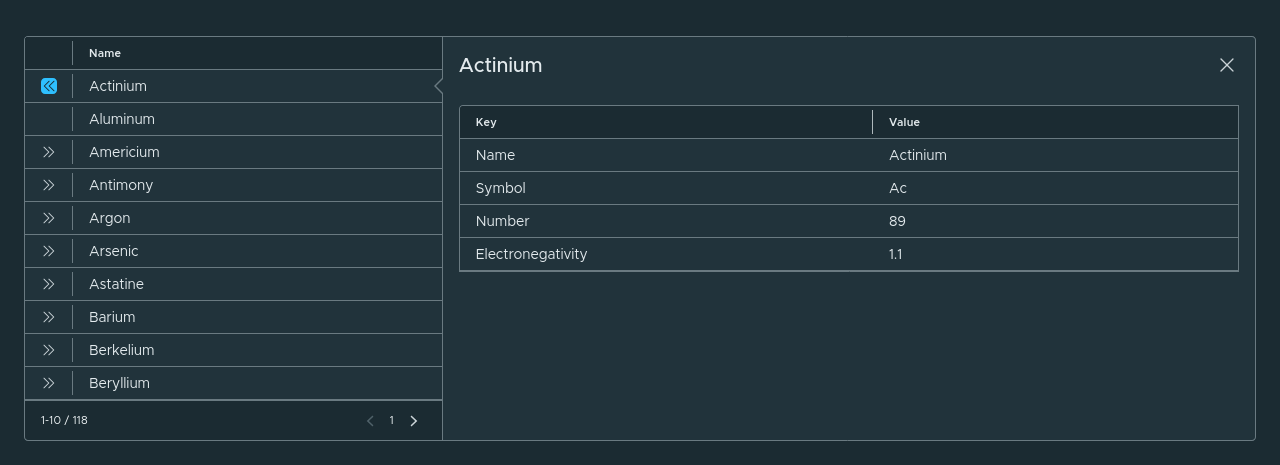 Name
Actinium
Aluminum
Americium
Antimony
Argon
Arsenic
Astatine
Barium
Berkelium
Beryllium
1-10 / 118
1
Actinium
Key Value
Name Actinium
Symbol Ac
Number 89
Electronegativity 1.1